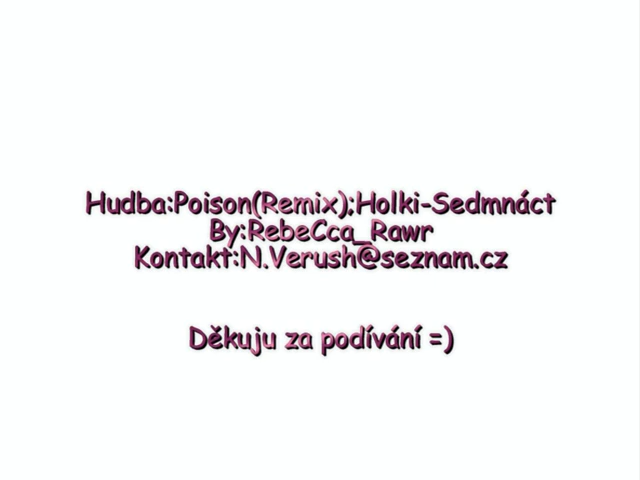 Hudba:Poison(Remix);Holki-Sedmnáct
By:RebeCca_Rawr
Kontakt:N.Verush@seznam.cz
Děkuju za podívání =)